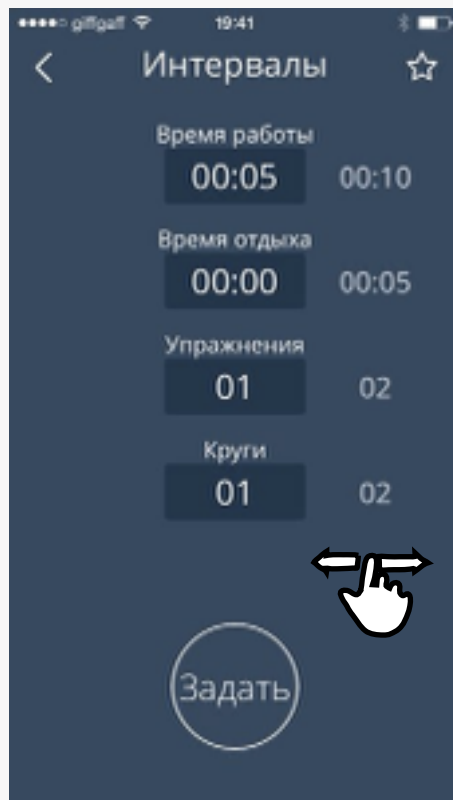 giffgaff 19:41
Интервалы
Время работы
00:05 00:10
Время отдыха
00:00 00:05
Упражнения
01 02
Круги
01 02
Задать